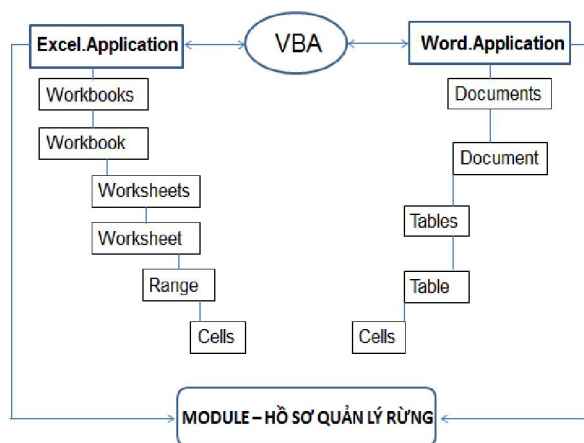 Excel.Application
VBA
Word.Application
Workbooks
Documents
Workbook
Document
Worksheets
Tables
Worksheet
Range
Table
Cells
Cells
MODULE – HỒ SƠ QUẢN LÝ RỪNG